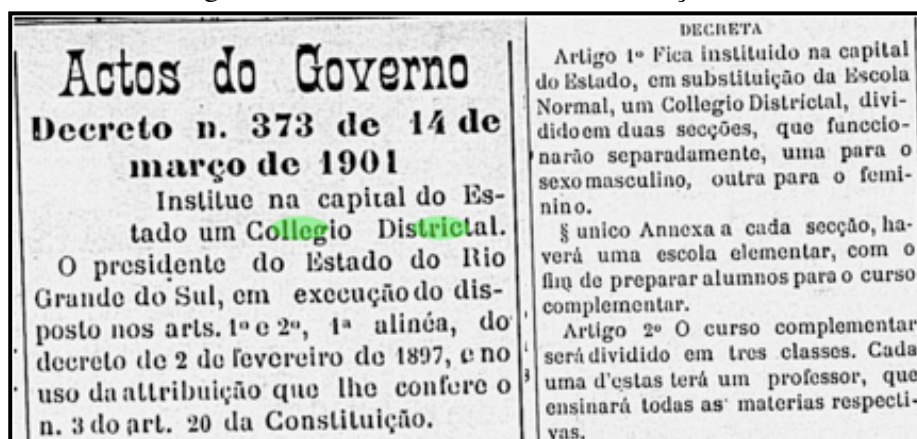 Actos do Governo
Decreto n. 373 de 14 de
março de 1901
Institue na capital do Es-
tado um Collegio Districtal.
O presidente do Estado do Rio
Grande do Sul, em execução do dis-
posto nos arts. 1º e 2º, 1ª alinéa, do
decreto de 2 de fevereiro de 1897, e no
uso da attribuição que lhe confere o
n. 3 do art. 20 da Constituição.
DECRETA
Artigo 1º Fica instituido na capital
do Estado, em substituição da Escola
Normal, um Collegio Districtal, divi-
dido em duas secções, que funccio-
narão separadamente, uma para o
sexo masculino, outra para o femi-
nino.
§ unico Annexa a cada secção, ha-
verá uma escola elementar, com o
fim de preparar alumnos para o curso
complementar.
Artigo 2º O curso complementar
será dividido em tres classes. Cada
uma d'estas terá um professor, que
ensinará todas as materias respecti-
vas.